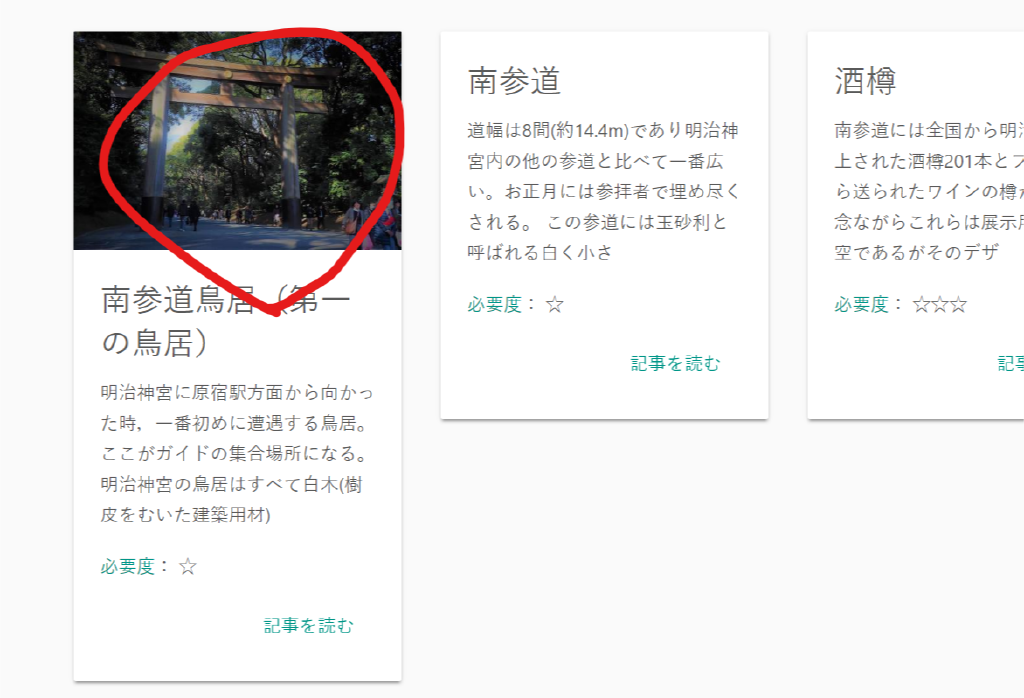 南参道鳥居（第一
の鳥居）
明治神宮に原宿駅方面から向かっ
た時，一番初めに遭遇する鳥居。
ここがガイドの集合場所になる。
明治神宮の鳥居はすべて白木(樹
皮をむいた建築用材)
必要度： ☆
記事を読む
南参道
道幅は8間(約14.4m)であり明治神
宮内の他の参道と比べて一番広
い。お正月には参拝者で埋め尽く
される。 この参道には玉砂利と
呼ばれる白く小さ
必要度： ☆
記事を読む
酒樽
南参道には全国から明
上された酒樽201本とフ
ら送られたワインの樽
念ながらこれらは展示
空であるがそのデザ
必要度： ☆☆☆
記事